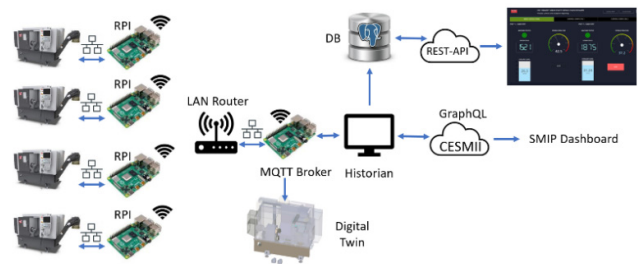 RPI
RPI
RPI
RPI
LAN Router
MQTT Broker
Digital
Twin
Historian
DB
REST-API
GraphQL
CESMII
SMIP Dashboard